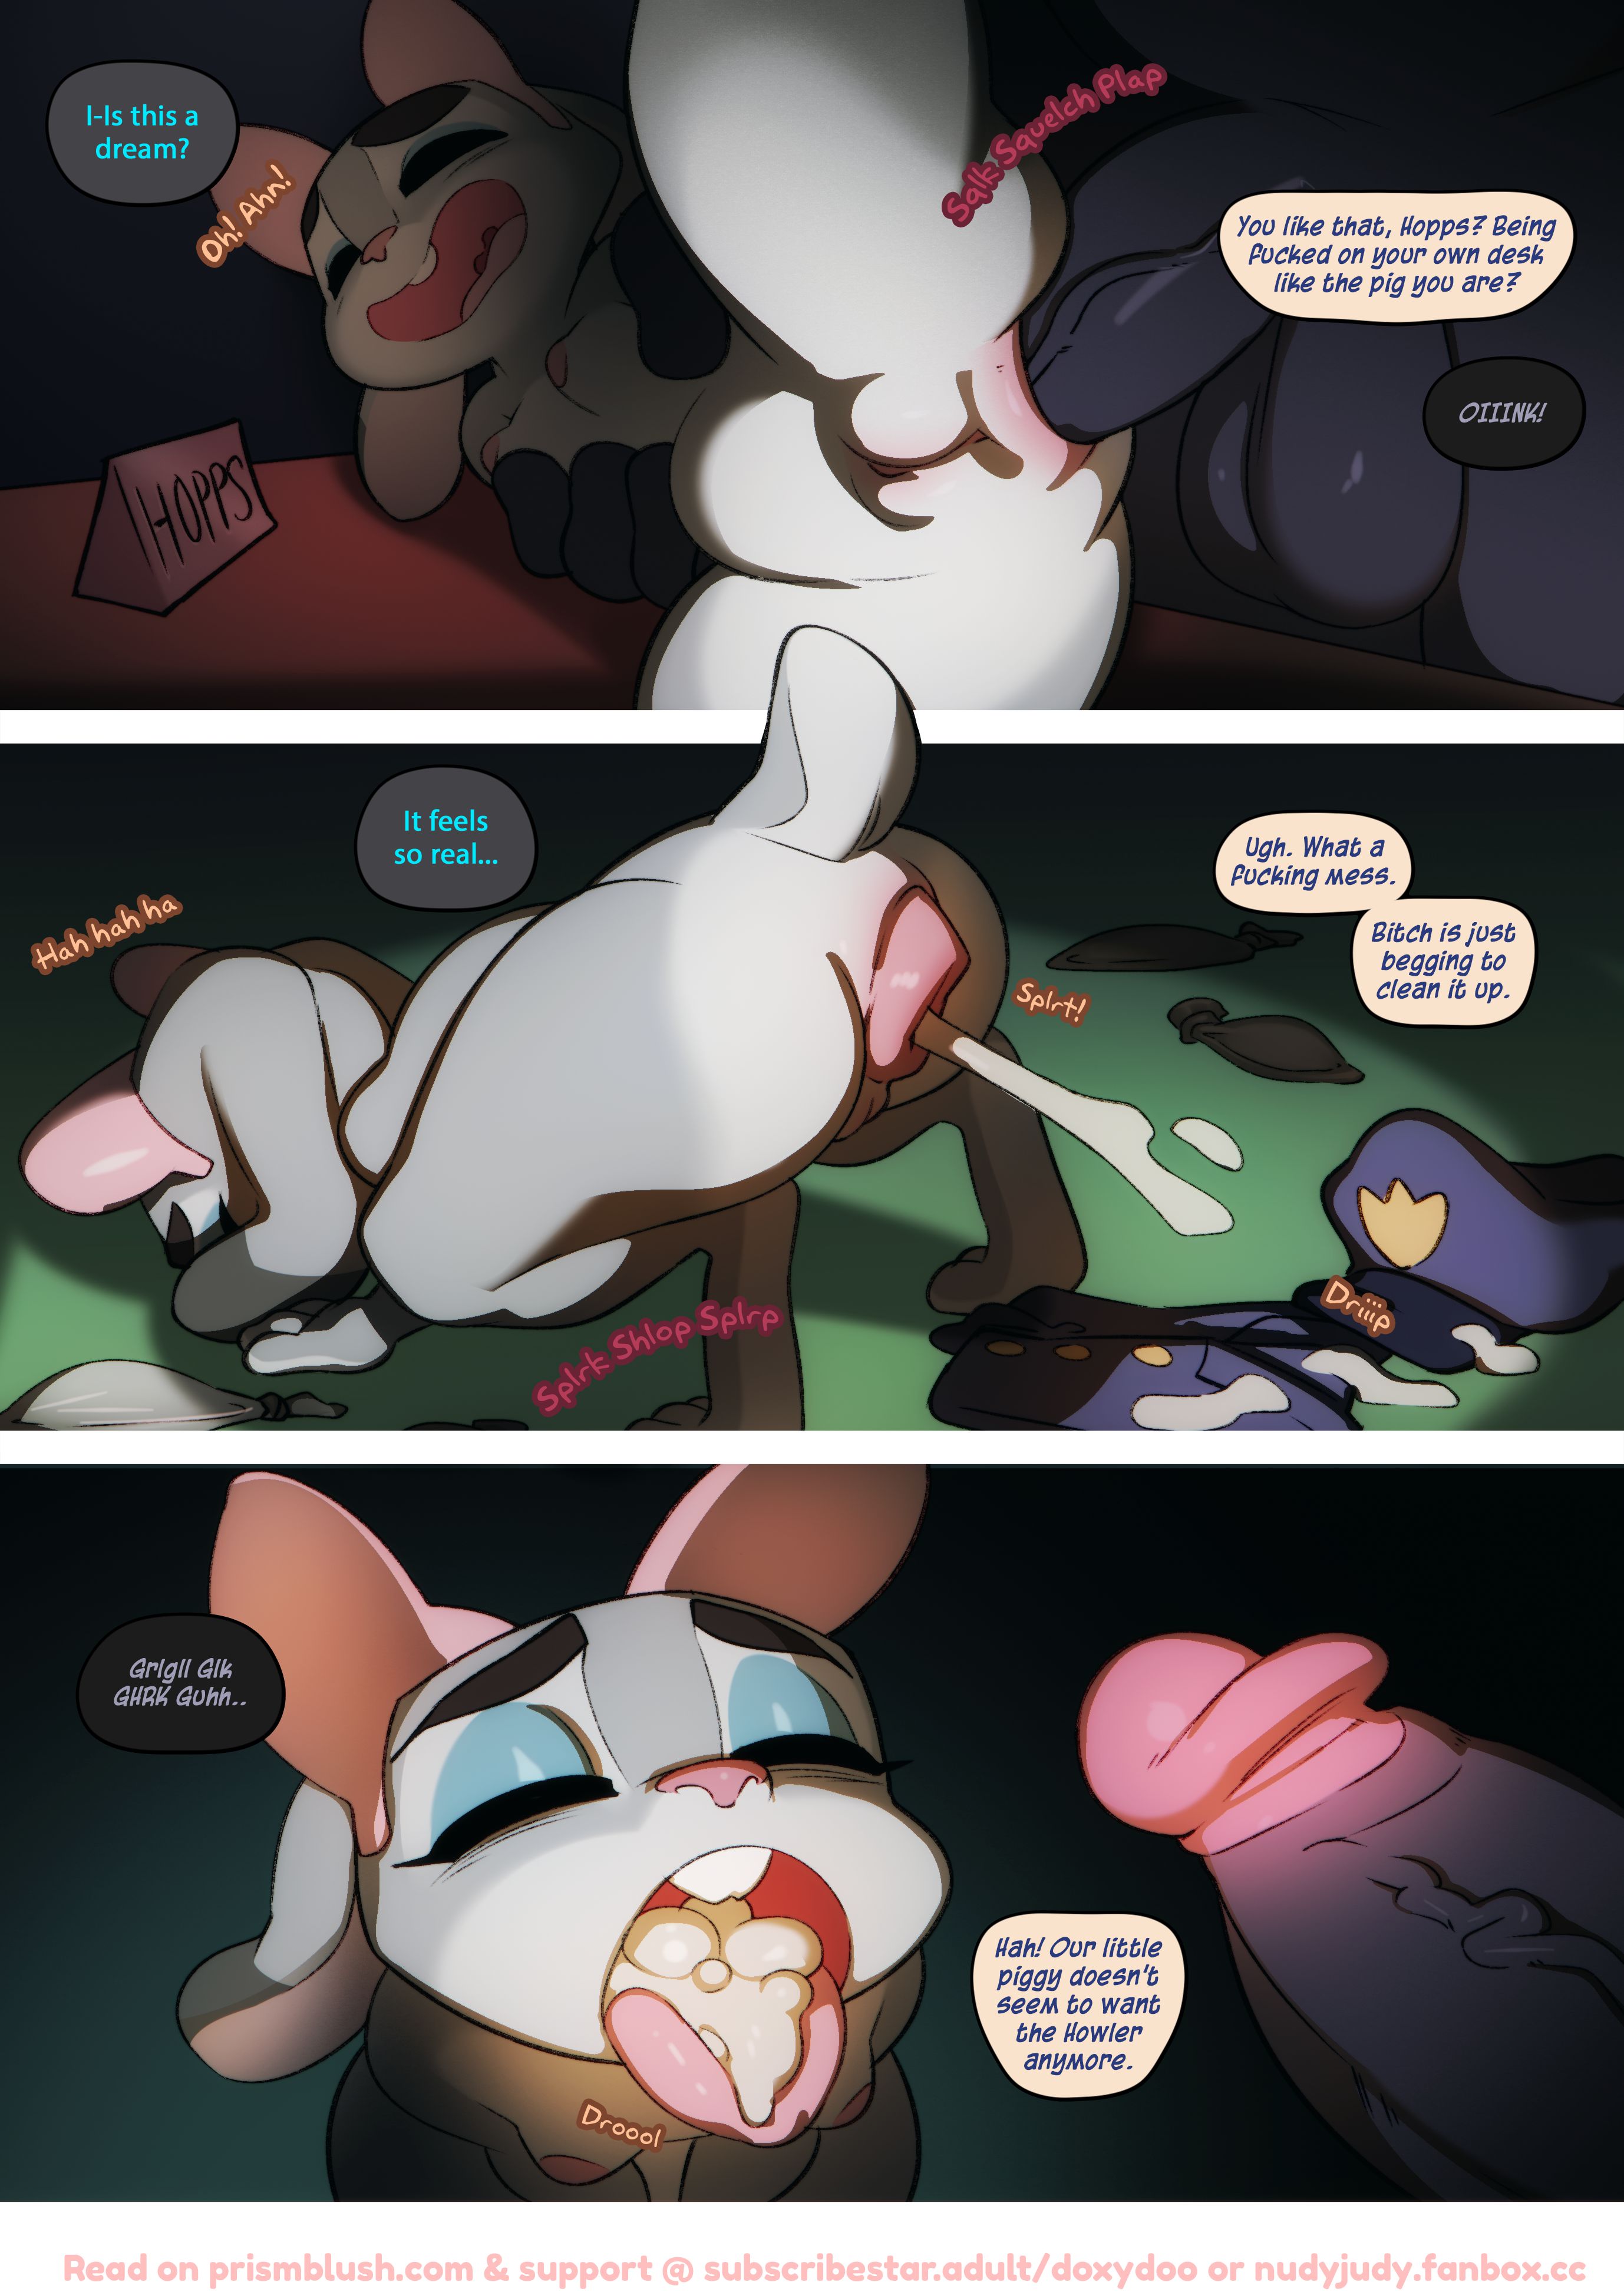 I-Is this a
dream?
Oh! Ahn!
Salk Squelch Plap
You like that, Hopps? Being
fucked on your own desk
like the pig you are?
OIIINK!
HOPPS
It feels
so real...
Hah hah ha
Ugh. What a
fucking mess.
Bitch is just
begging to
clean it up.
Splrt!
Driiip
Splrk Shlop Splrp
Grlgll Glk
GHRK Guhh..
Hah! Our little
piggy doesn't
seem to want
the Howler
anymore.
Droool
Read on prismblush.com & support @ subscribestar.adult/doxydoo or nudyjudy.fanbox.cc